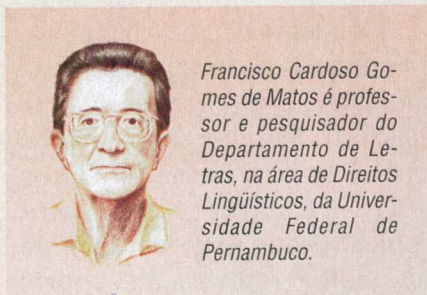 Francisco Cardoso Go-
mes de Matos é profes-
sor e pesquisador do
Departamento de Le-
tras, na área de Direitos
Lingüísticos, da Univer-
sidade Federal de
Pernambuco.